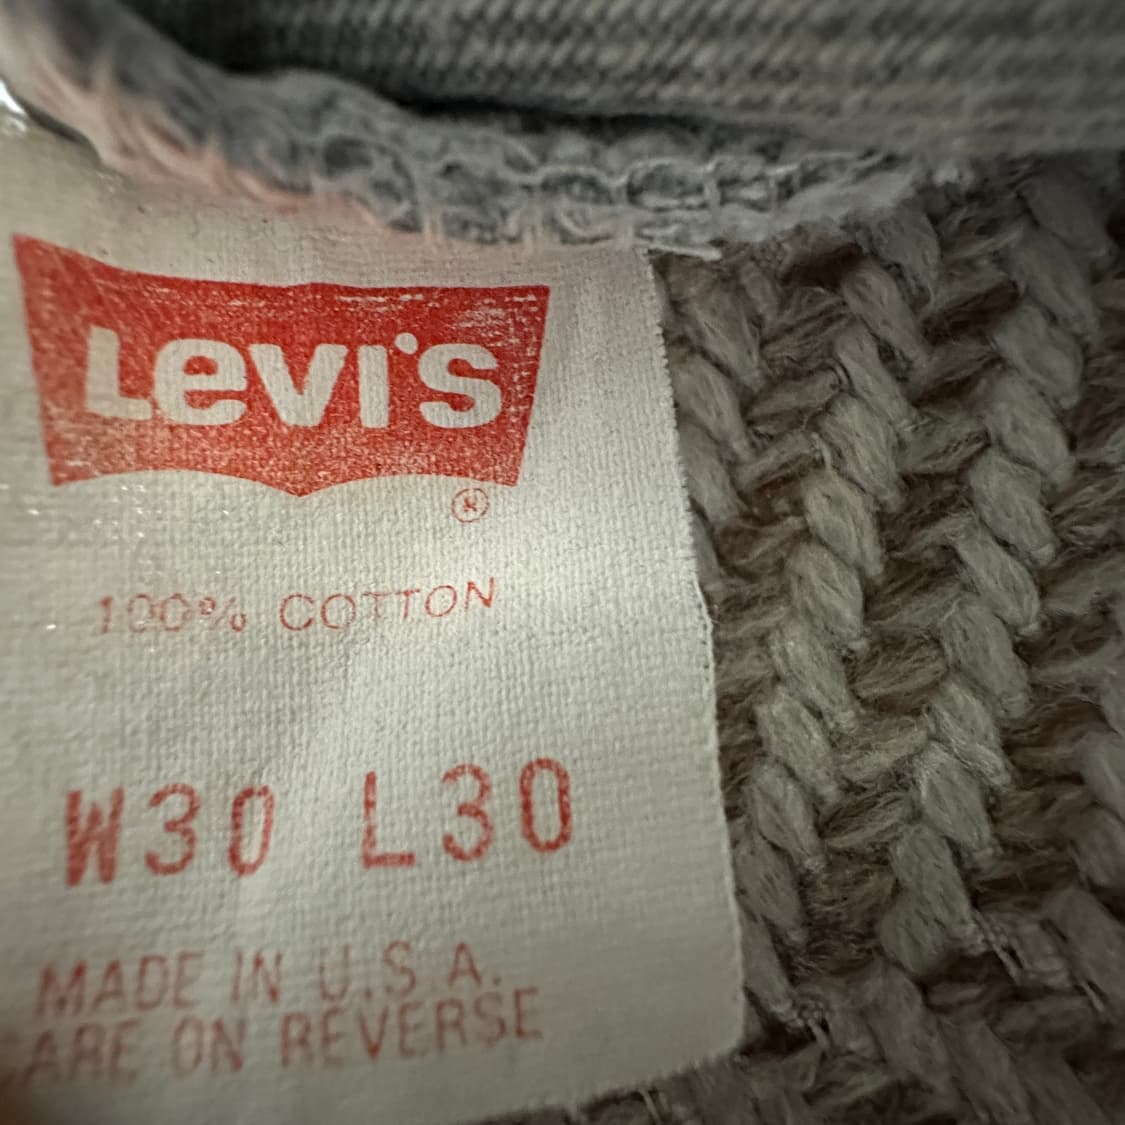 Levi's
®
100% COTTON
W30 L30
MADE IN U.S.A.
ARE ON REVERSE